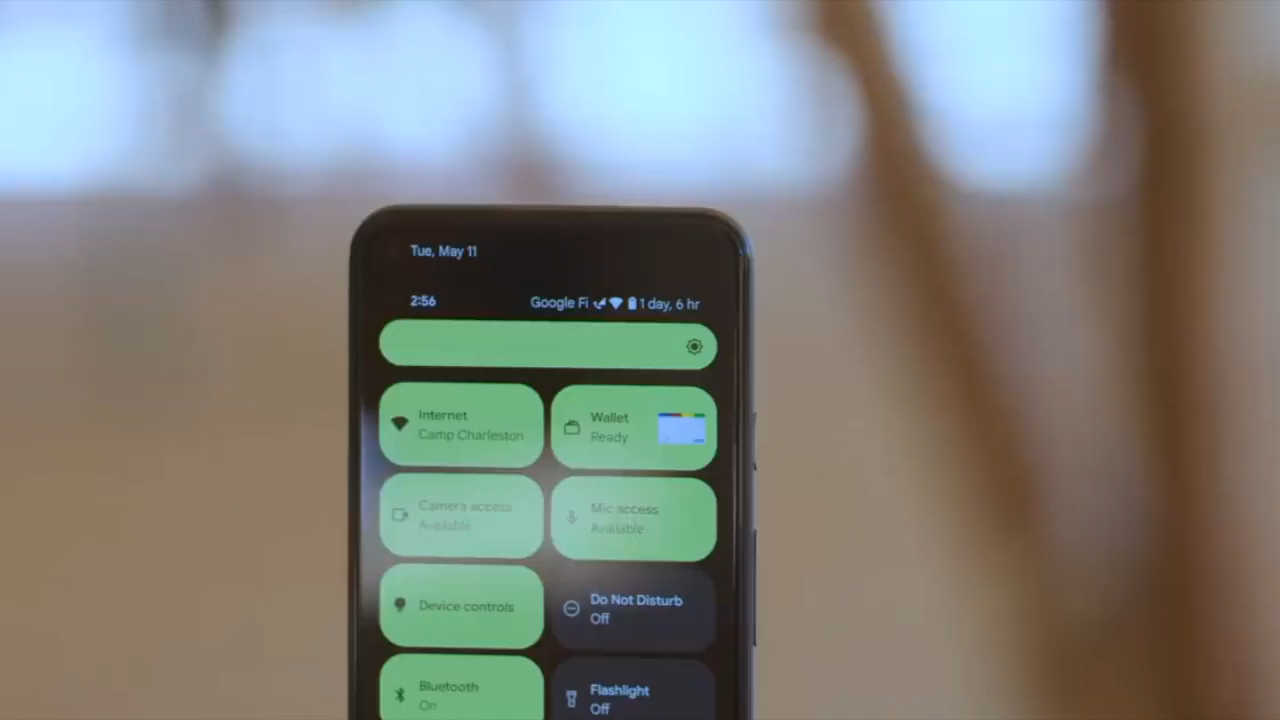 Tue, May 11
2:56 Google Fi 1 day, 6 hr
Internet
Camp Charleston
Wallet
Ready
Camera access
Available
Mic access
Available
Device controls
Do Not Disturb
Off
Bluetooth
On
Flashlight
Off